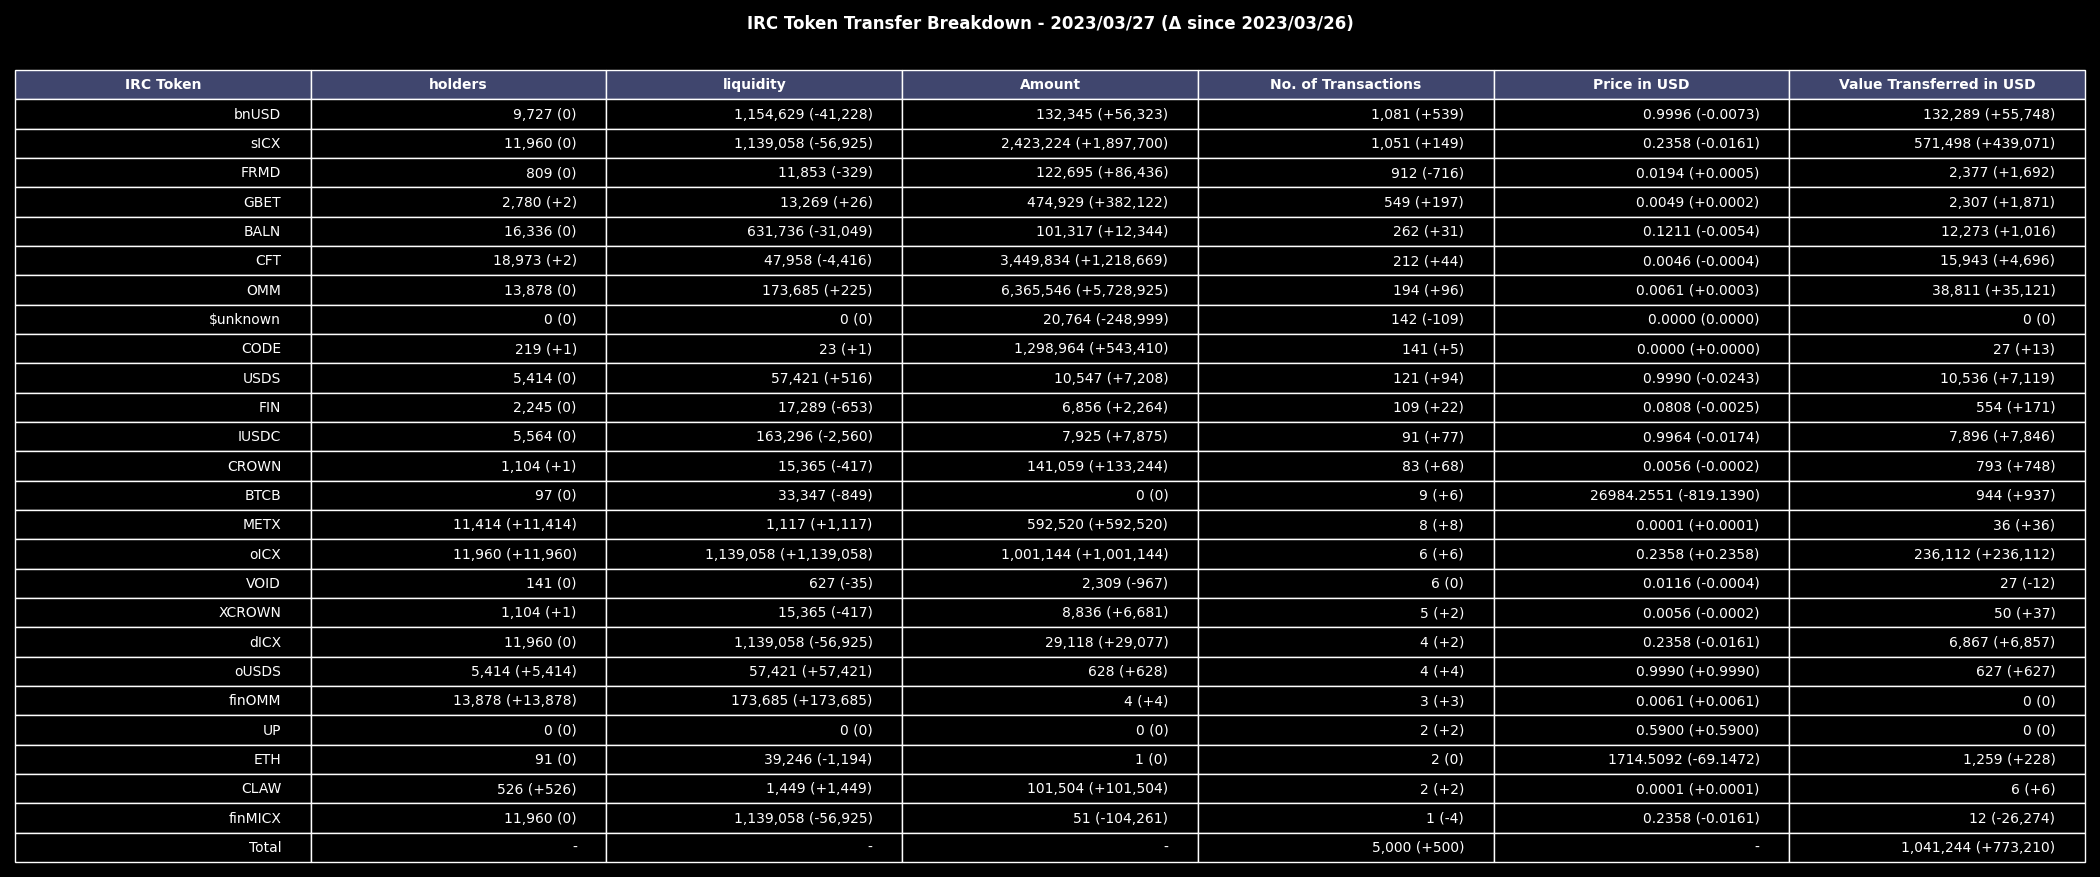 IRC Token Transfer Breakdown - 2023/03/27 (Δ since 2023/03/26)
IRC Token holders liquidity Amount No. of Transactions Price in USD Value Transferred in USD
bnUSD 9,727 (0) 1,154,629 (-41,228) 132,345 (+56,323) 1,081 (+539) 0.9996 (-0.0073) 132,289 (+55,748)
sICX 11,960 (0) 1,139,058 (-56,925) 2,423,224 (+1,897,700) 1,051 (+149) 0.2358 (-0.0161) 571,498 (+439,071)
FRMD 809 (0) 11,853 (-329) 122,695 (+86,436) 912 (-716) 0.0194 (+0.0005) 2,377 (+1,692)
GBET 2,780 (+2) 13,269 (+26) 474,929 (+382,122) 549 (+197) 0.0049 (+0.0002) 2,307 (+1,871)
BALN 16,336 (0) 631,736 (-31,049) 101,317 (+12,344) 262 (+31) 0.1211 (-0.0054) 12,273 (+1,016)
CFT 18,973 (+2) 47,958 (-4,416) 3,449,834 (+1,218,669) 212 (+44) 0.0046 (-0.0004) 15,943 (+4,696)
OMM 13,878 (0) 173,685 (+225) 6,365,546 (+5,728,925) 194 (+96) 0.0061 (+0.0003) 38,811 (+35,121)
$unknown 0 (0) 0 (0) 20,764 (-248,999) 142 (-109) 0.0000 (0.0000) 0 (0)
CODE 219 (+1) 23 (+1) 1,298,964 (+543,410) 141 (+5) 0.0000 (+0.0000) 27 (+13)
USDS 5,414 (0) 57,421 (+516) 10,547 (+7,208) 121 (+94) 0.9990 (-0.0243) 10,536 (+7,119)
FIN 2,245 (0) 17,289 (-653) 6,856 (+2,264) 109 (+22) 0.0808 (-0.0025) 554 (+171)
IUSDC 5,564 (0) 163,296 (-2,560) 7,925 (+7,875) 91 (+77) 0.9964 (-0.0174) 7,896 (+7,846)
CROWN 1,104 (+1) 15,365 (-417) 141,059 (+133,244) 83 (+68) 0.0056 (-0.0002) 793 (+748)
BTCB 97 (0) 33,347 (-849) 0 (0) 9 (+6) 26984.2551 (-819.1390) 944 (+937)
METX 11,414 (+11,414) 1,117 (+1,117) 592,520 (+592,520) 8 (+8) 0.0001 (+0.0001) 36 (+36)
oICX 11,960 (+11,960) 1,139,058 (+1,139,058) 1,001,144 (+1,001,144) 6 (+6) 0.2358 (+0.2358) 236,112 (+236,112)
VOID 141 (0) 627 (-35) 2,309 (-967) 6 (0) 0.0116 (-0.0004) 27 (-12)
XCROWN 1,104 (+1) 15,365 (-417) 8,836 (+6,681) 5 (+2) 0.0056 (-0.0002) 50 (+37)
dICX 11,960 (0) 1,139,058 (-56,925) 29,118 (+29,077) 4 (+2) 0.2358 (-0.0161) 6,867 (+6,857)
oUSDS 5,414 (+5,414) 57,421 (+57,421) 628 (+628) 4 (+4) 0.9990 (+0.9990) 627 (+627)
finOMM 13,878 (+13,878) 173,685 (+173,685) 4 (+4) 3 (+3) 0.0061 (+0.0061) 0 (0)
UP 0 (0) 0 (0) 0 (0) 2 (+2) 0.5900 (+0.5900) 0 (0)
ETH 91 (0) 39,246 (-1,194) 1 (0) 2 (0) 1714.5092 (-69.1472) 1,259 (+228)
CLAW 526 (+526) 1,449 (+1,449) 101,504 (+101,504) 2 (+2) 0.0001 (+0.0001) 6 (+6)
finMICX 11,960 (0) 1,139,058 (-56,925) 51 (-104,261) 1 (-4) 0.2358 (-0.0161) 12 (-26,274)
Total - - - 5,000 (+500) - 1,041,244 (+773,210)